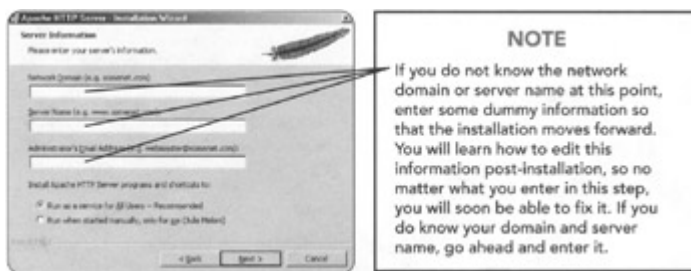 Apache HTTP Server - Installation Wizard
Server Information
Please enter your server's information.
Network Domain (e.g. somenet.com)
Server Name (e.g. www.somenet.com)
Administrator's Email Address (e.g. webmaster@somenet.com)
Install Apache HTTP Server programs and shortcuts for:
Run as a service for All Users -- Recommended
Run when started manually, only for
< Back
Next >
Cancel
NOTE
If you do not know the network
domain or server name at this point,
enter some dummy information so
that the installation moves forward.
You will learn how to edit this
information post-installation, so no
matter what you enter in this step,
you will soon be able to fix it. If you
do know your domain and server
name, go ahead and enter it.